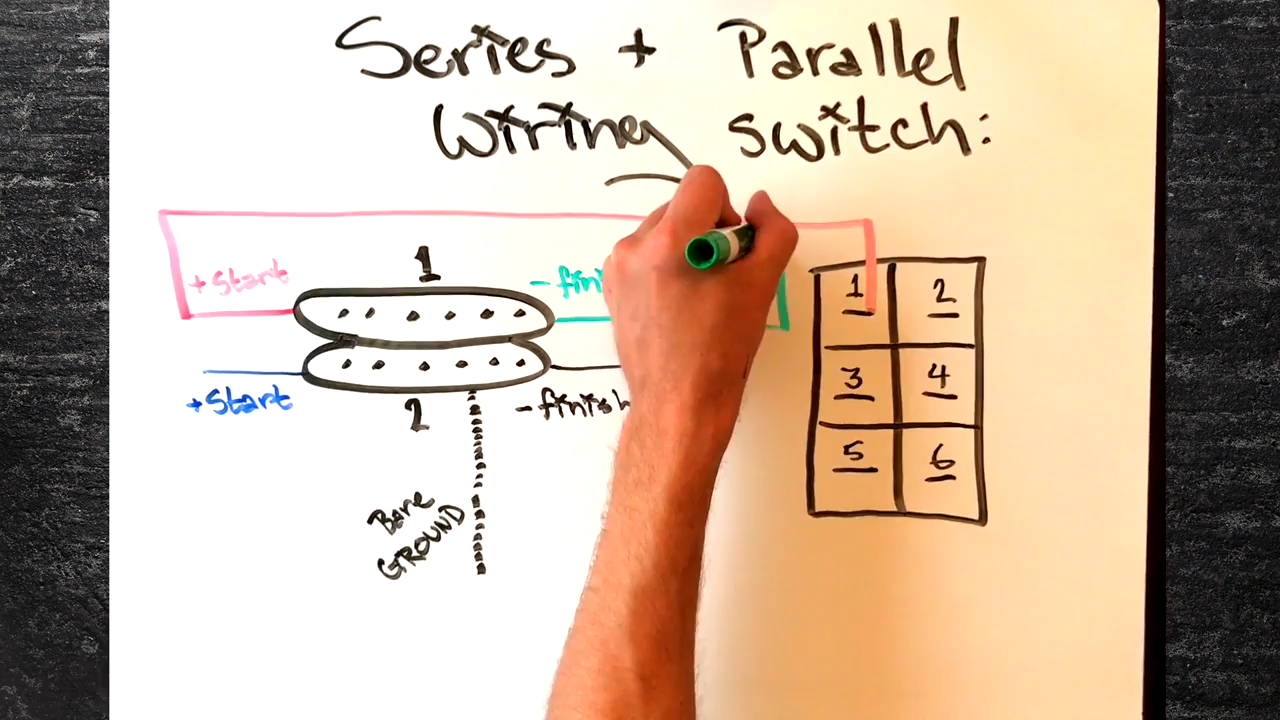 Series + Parallel
Wiring switch:
1
+ Start
- fini
+ Start
- finish
2
Bare
GROUND
1 2
3 4
5 6